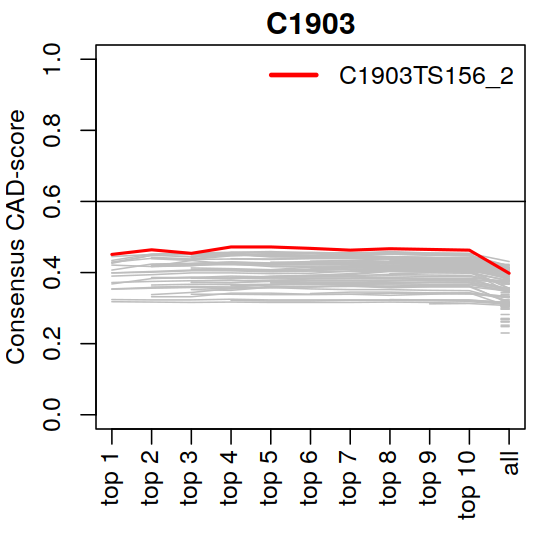 C1903
C1903TS156_2
Consensus CAD-score
1.0
0.8
0.6
0.4
0.2
0.0
top 1
top 2
top 3
top 4
top 5
top 6
top 7
top 8
top 9
top 10
all